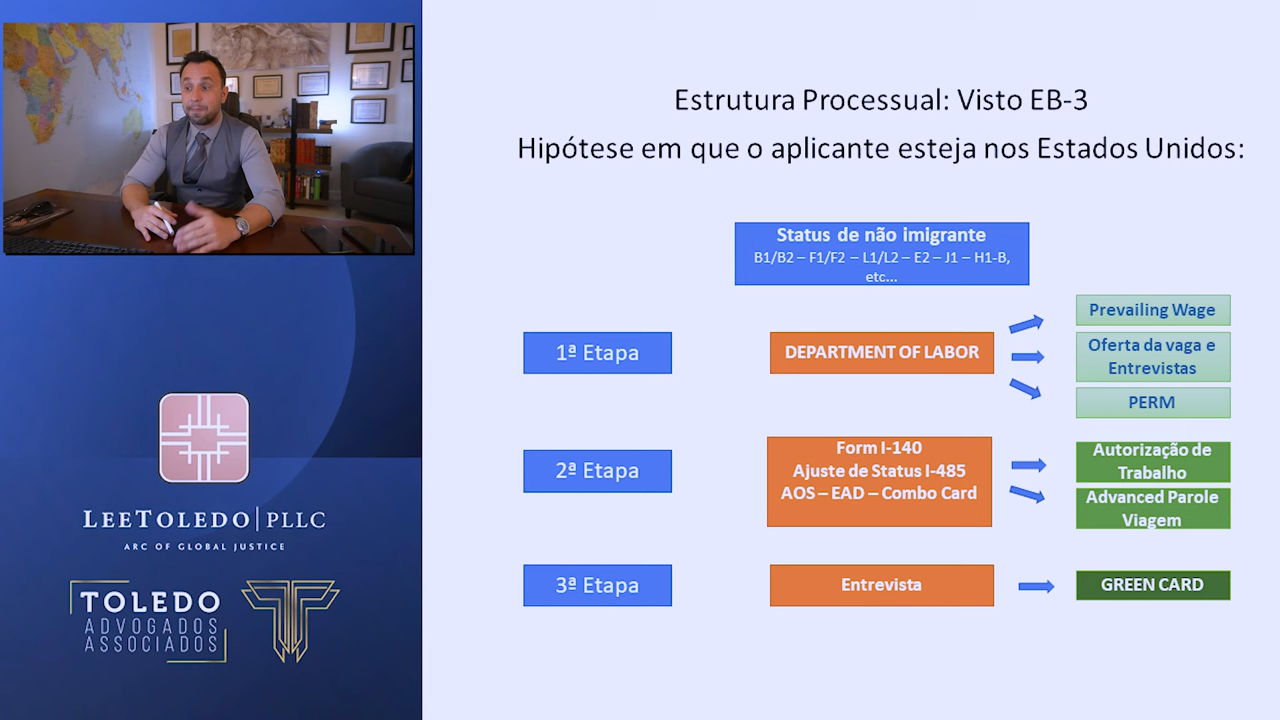 Estrutura Processual: Visto EB-3
Hipótese em que o aplicante esteja nos Estados Unidos:
Status de não imigrante
B1/B2 – F1/F2 – L1/L2 – E2 – J1 – H1-B,
etc...
1ª Etapa
DEPARTMENT OF LABOR
Prevailing Wage
Oferta da vaga e
Entrevistas
PERM
2ª Etapa
Form I-140
Ajuste de Status I-485
AOS – EAD – Combo Card
Autorização de
Trabalho
Advanced Parole
Viagem
3ª Etapa
Entrevista
GREEN CARD
LEETOLEDO|PLLC
ARC OF GLOBAL JUSTICE
TOLEDO
ADVOGADOS
ASSOCIADOS